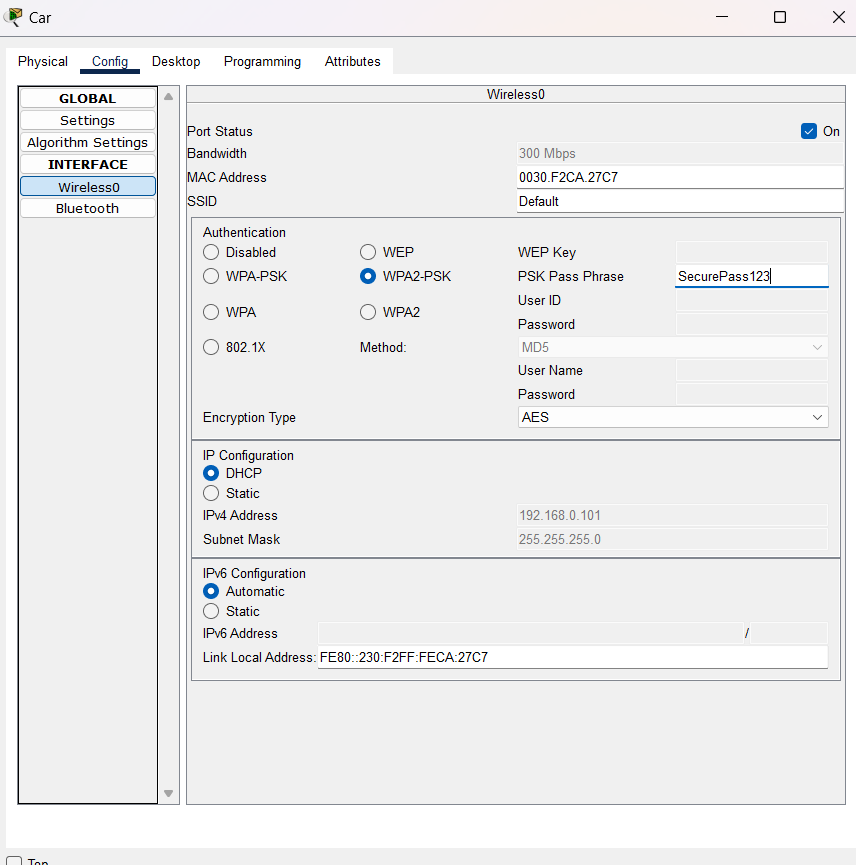 Car
Physical Config Desktop Programming Attributes
GLOBAL
Settings
Algorithm Settings
INTERFACE
Wireless0
Bluetooth
Wireless0
Port Status On
Bandwidth 300 Mbps
MAC Address 0030.F2CA.27C7
SSID Default
Authentication
Disabled WEP WEP Key
WPA-PSK WPA2-PSK PSK Pass Phrase SecurePass123
User ID
WPA WPA2
Password
802.1X Method: MD5
User Name
Password
Encryption Type AES
IP Configuration
DHCP
Static
IPv4 Address 192.168.0.101
Subnet Mask 255.255.255.0
IPv6 Configuration
Automatic
Static
IPv6 Address /
Link Local Address: FE80::230:F2FF:FECA:27C7
Top